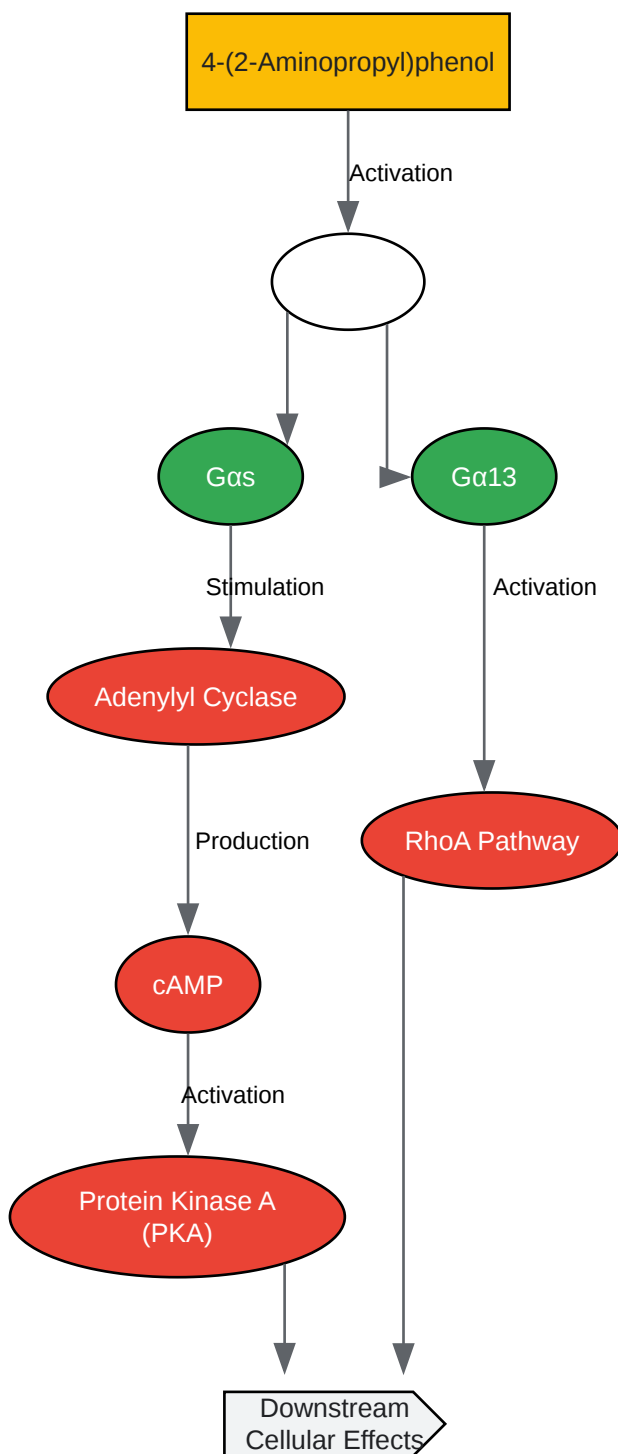 4-(2-Aminopropyl)phenol
Activation
Gαs
Gα13
Stimulation
Activation
Adenylyl Cyclase
Production
RhoA Pathway
cAMP
Activation
Protein Kinase A
(PKA)
Downstream
Cellular Effects